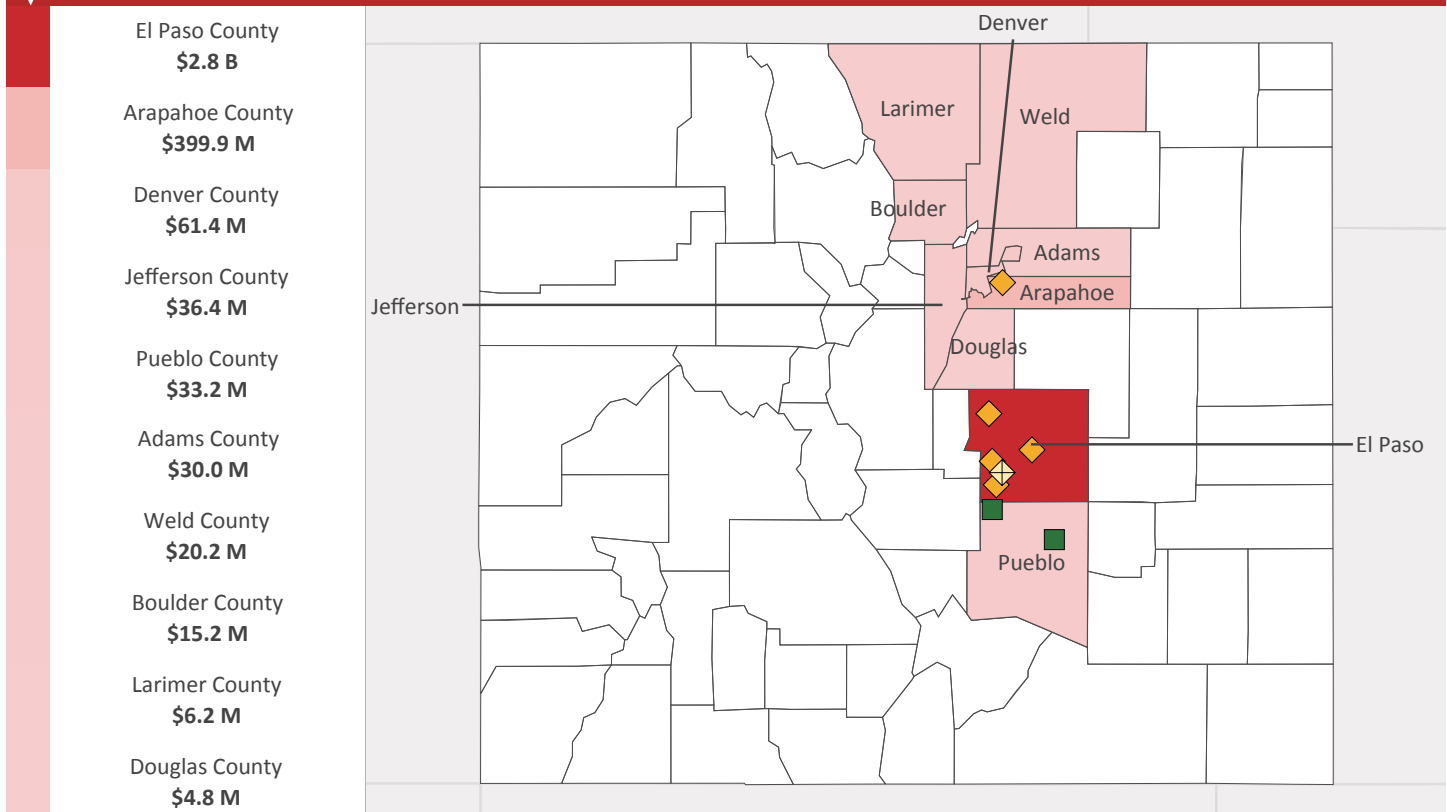 El Paso County
$2.8 B
Arapahoe County
$399.9 M
Denver County
$61.4 M
Jefferson County
$36.4 M
Pueblo County
$33.2 M
Adams County
$30.0 M
Weld County
$20.2 M
Boulder County
$15.2 M
Larimer County
$6.2 M
Douglas County
$4.8 M
Denver
Larimer
Weld
Boulder
Adams
Arapahoe
Jefferson
Douglas
El Paso
Pueblo